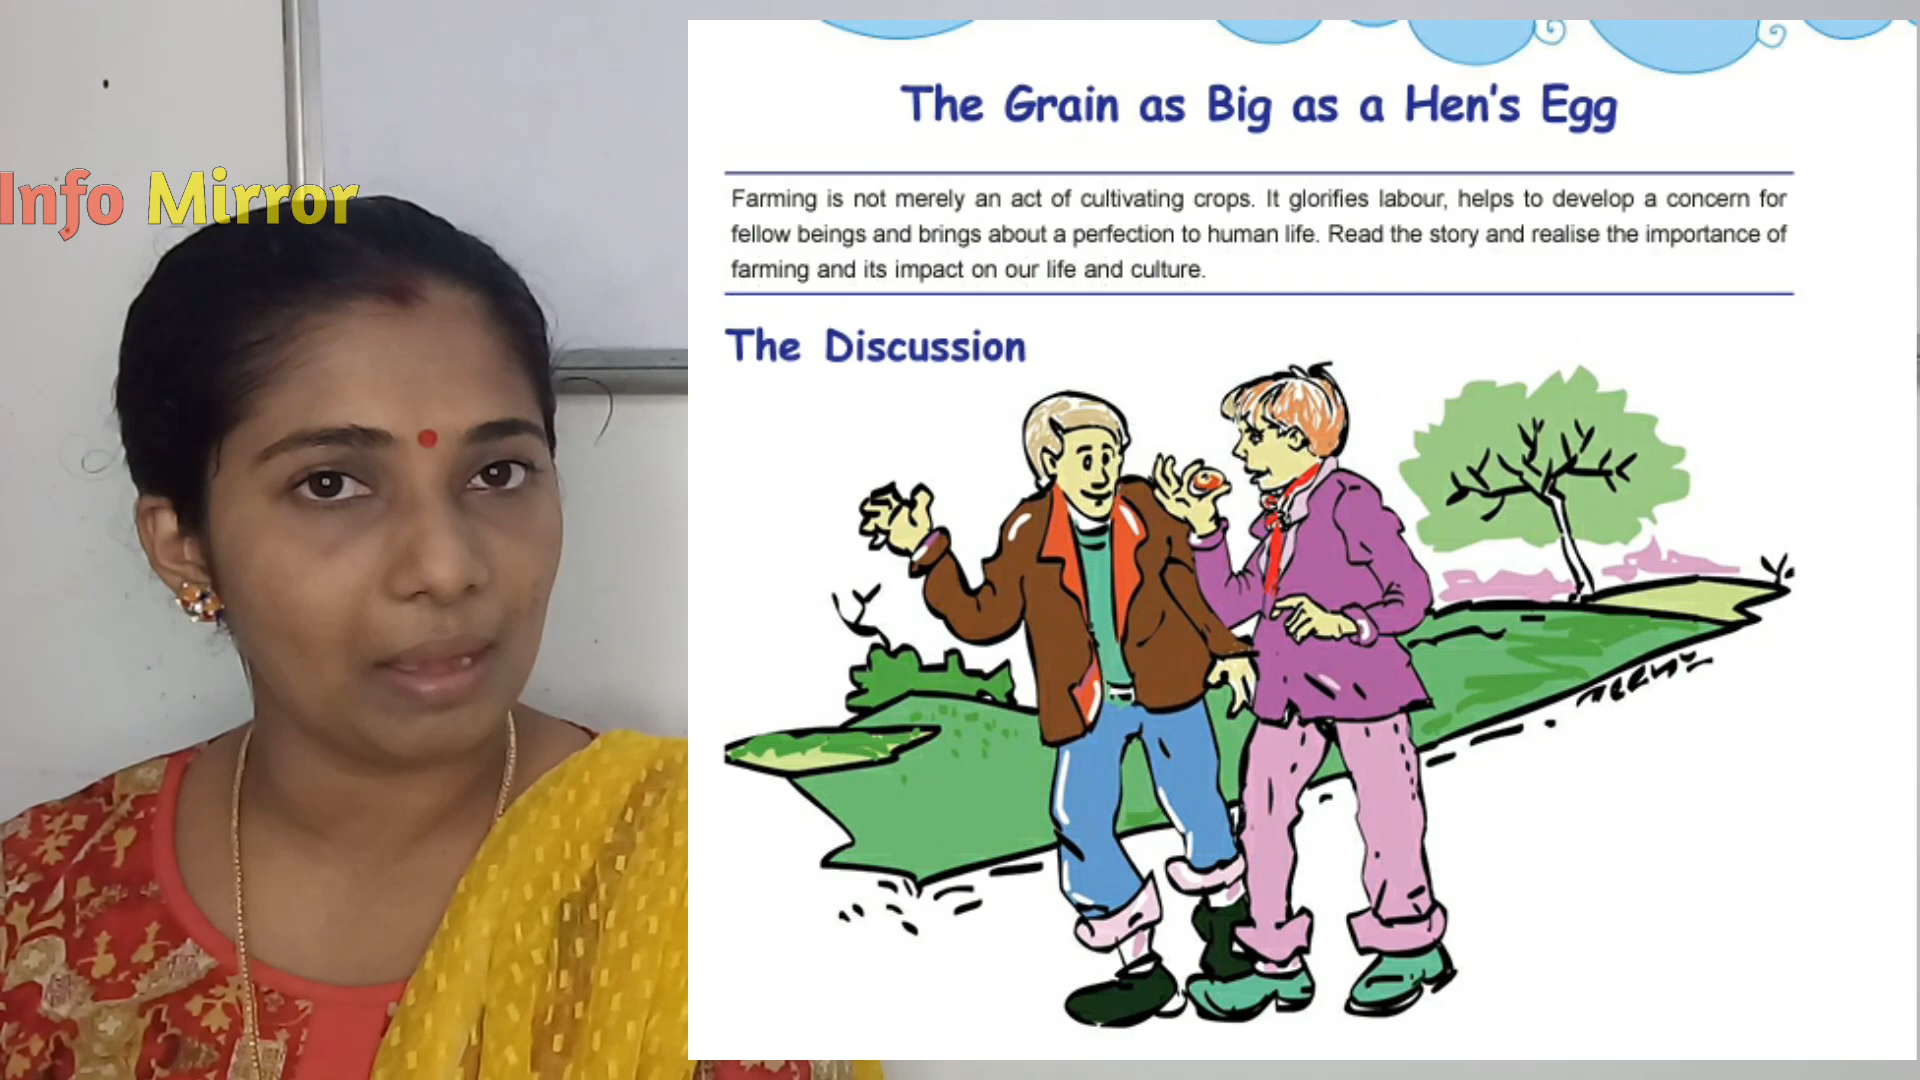 Info Mirror
The Grain as Big as a Hen's Egg
Farming is not merely an act of cultivating crops. It glorifies labour, helps to develop a concern for
fellow beings and brings about a perfection to human life. Read the story and realise the importance of
farming and its impact on our life and culture.
The Discussion